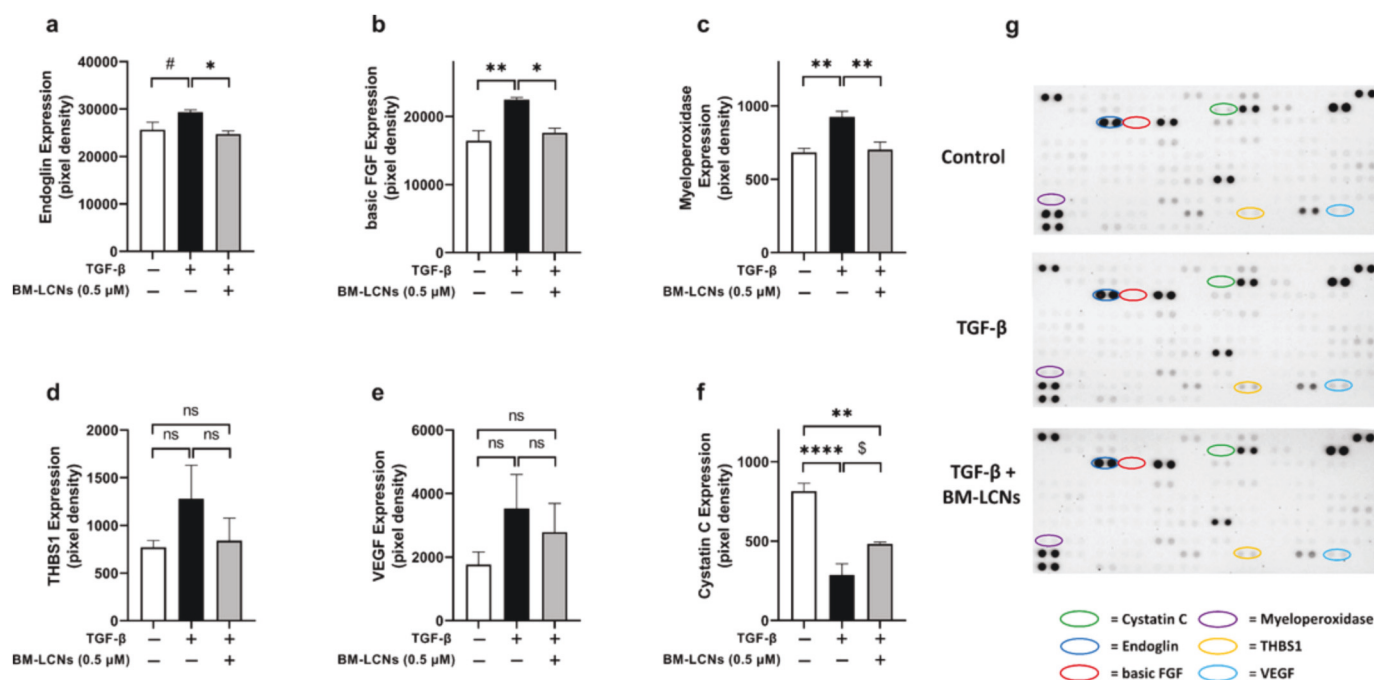 a
Endoglin Expression
(pixel density)
40000
30000
20000
10000
0
#
*
TGF-β
– + +
BM-LCNs (0.5 µM)
– – +
b
basic FGF Expression
(pixel density)
20000
10000
0
**
*
TGF-β
– + +
BM-LCNs (0.5 µM)
– – +
c
Myeloperoxidase
Expression
(pixel density)
1000
500
0
**
**
TGF-β
– + +
BM-LCNs (0.5 µM)
– – +
d
THBS1 Expression
(pixel density)
2000
1500
1000
500
0
ns
ns
ns
TGF-β
– + +
BM-LCNs (0.5 µM)
– – +
e
VEGF Expression
(pixel density)
6000
4000
2000
0
ns
ns
ns
TGF-β
– + +
BM-LCNs (0.5 µM)
– – +
f
Cystatin C Expression
(pixel density)
1000
500
0
**
****
$
TGF-β
– + +
BM-LCNs (0.5 µM)
– – +
g
Control
TGF-β
TGF-β +
BM-LCNs
= Cystatin C
= Myeloperoxidase
= Endoglin
= THBS1
= basic FGF
= VEGF